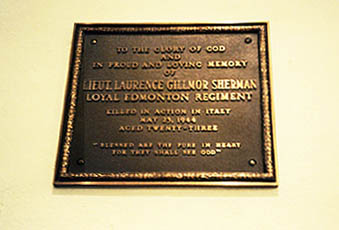 TO THE GLORY OF GOD
AND
IN PROUD AND LOVING MEMORY
OF
LIEUT. LAURENCE GILLMOR SHERMAN
LOYAL EDMONTON REGIMENT
KILLED IN ACTION IN ITALY
MAY 23, 1944
AGED TWENTY-THREE
"BLESSED ARE THE PURE IN HEART
FOR THEY SHALL SEE GOD"